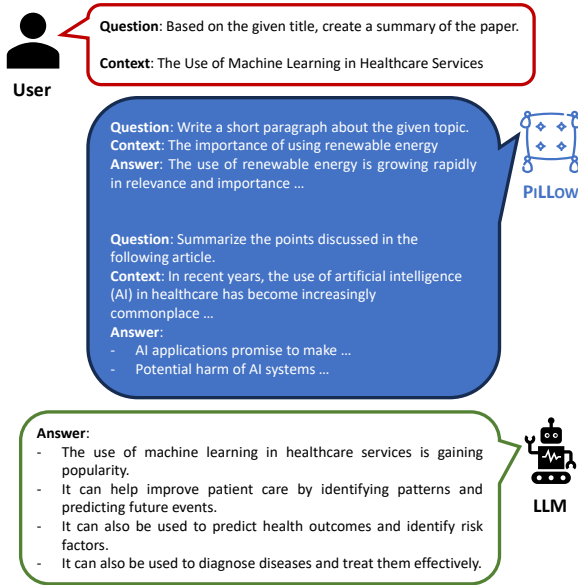 Question: Based on the given title, create a summary of the paper.
Context: The Use of Machine Learning in Healthcare Services
User
Question: Write a short paragraph about the given topic.
Context: The importance of using renewable energy
Answer: The use of renewable energy is growing rapidly
in relevance and importance ...
PILLOW
Question: Summarize the points discussed in the
following article.
Context: In recent years, the use of artificial intelligence
(AI) in healthcare has become increasingly
commonplace ...
Answer:
- AI applications promise to make ...
- Potential harm of AI systems ...
Answer:
- The use of machine learning in healthcare services is gaining
popularity.
- It can help improve patient care by identifying patterns and
predicting future events.
- It can also be used to predict health outcomes and identify risk
factors.
- It can also be used to diagnose diseases and treat them effectively.
LLM